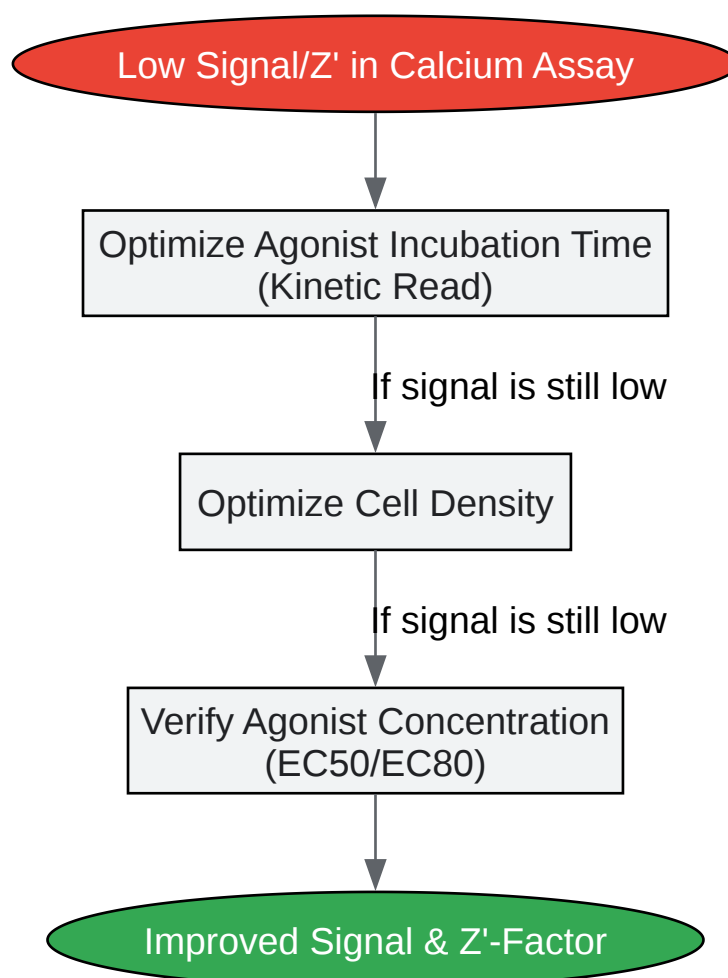 Low Signal/Z' in Calcium Assay
Optimize Agonist Incubation Time
(Kinetic Read)
If signal is still low
Optimize Cell Density
If signal is still low
Verify Agonist Concentration
(EC50/EC80)
Improved Signal & Z'-Factor